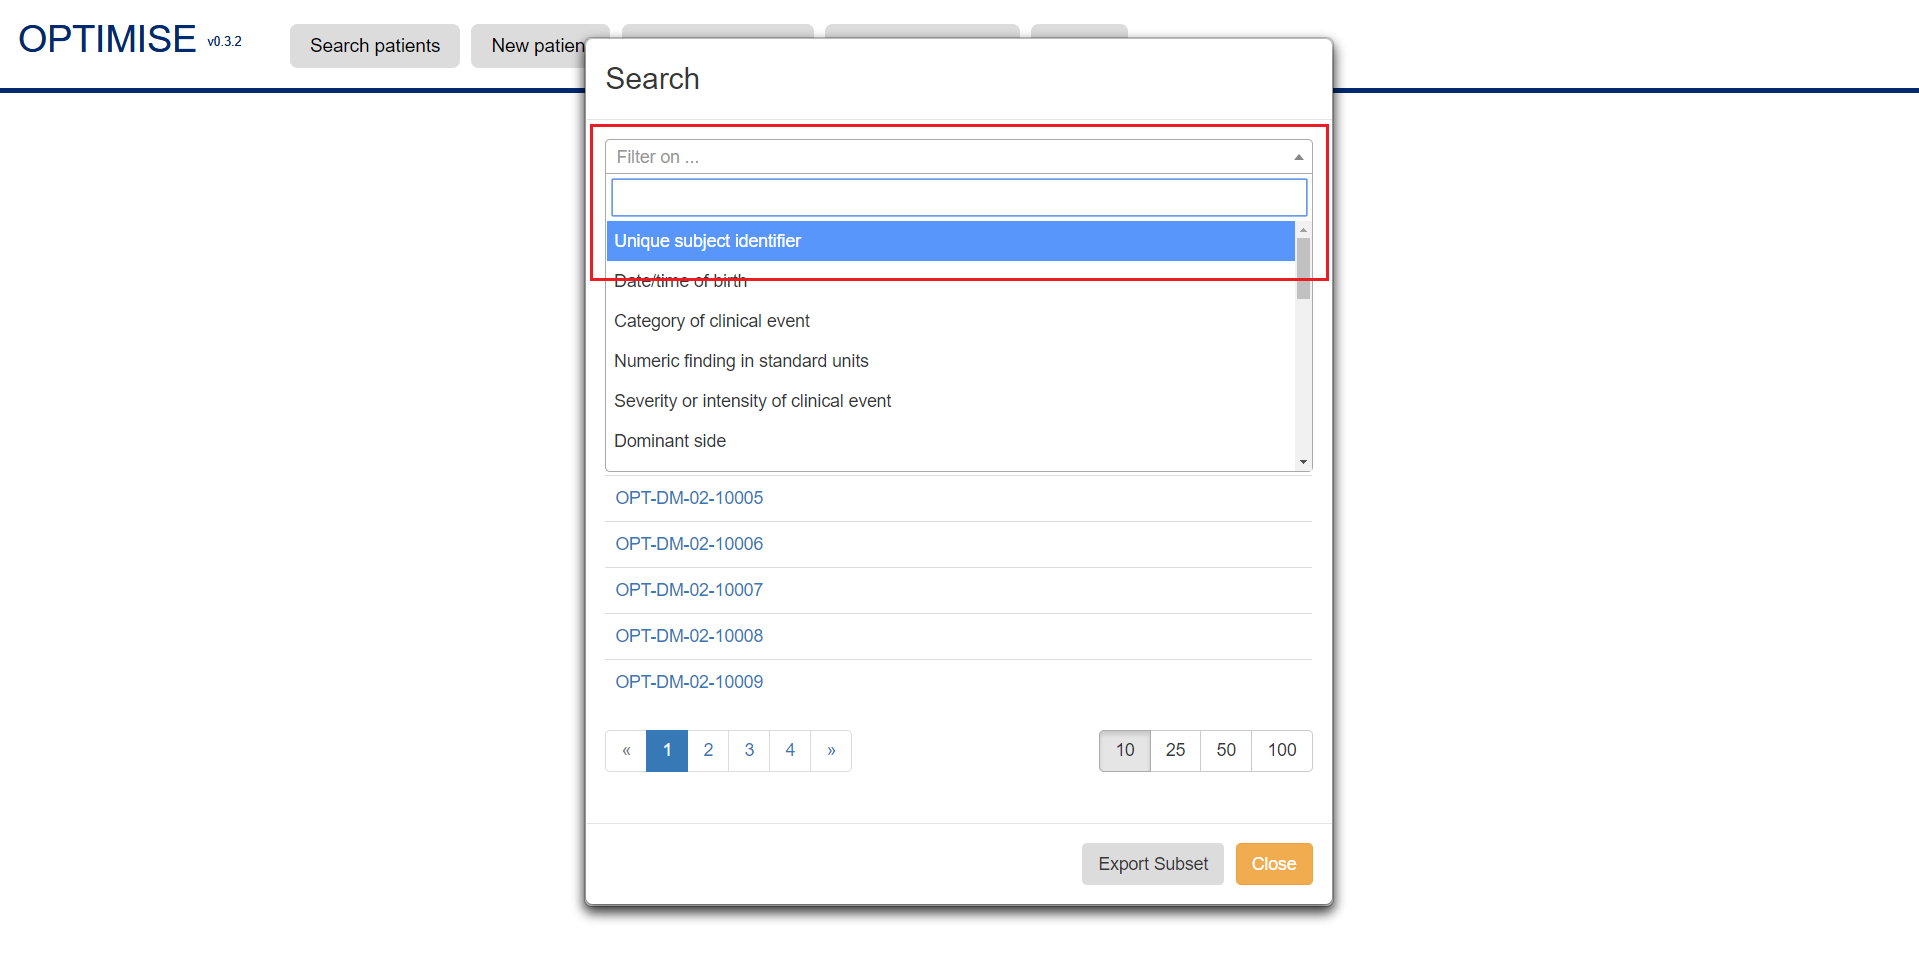 OPTIMISE v0.3.2
Search patients
New patien
Search
Filter on ...
Unique subject identifier
Date/time of birth
Category of clinical event
Numeric finding in standard units
Severity or intensity of clinical event
Dominant side
OPT-DM-02-10005
OPT-DM-02-10006
OPT-DM-02-10007
OPT-DM-02-10008
OPT-DM-02-10009
« 1 2 3 4 »
10 25 50 100
Export Subset
Close